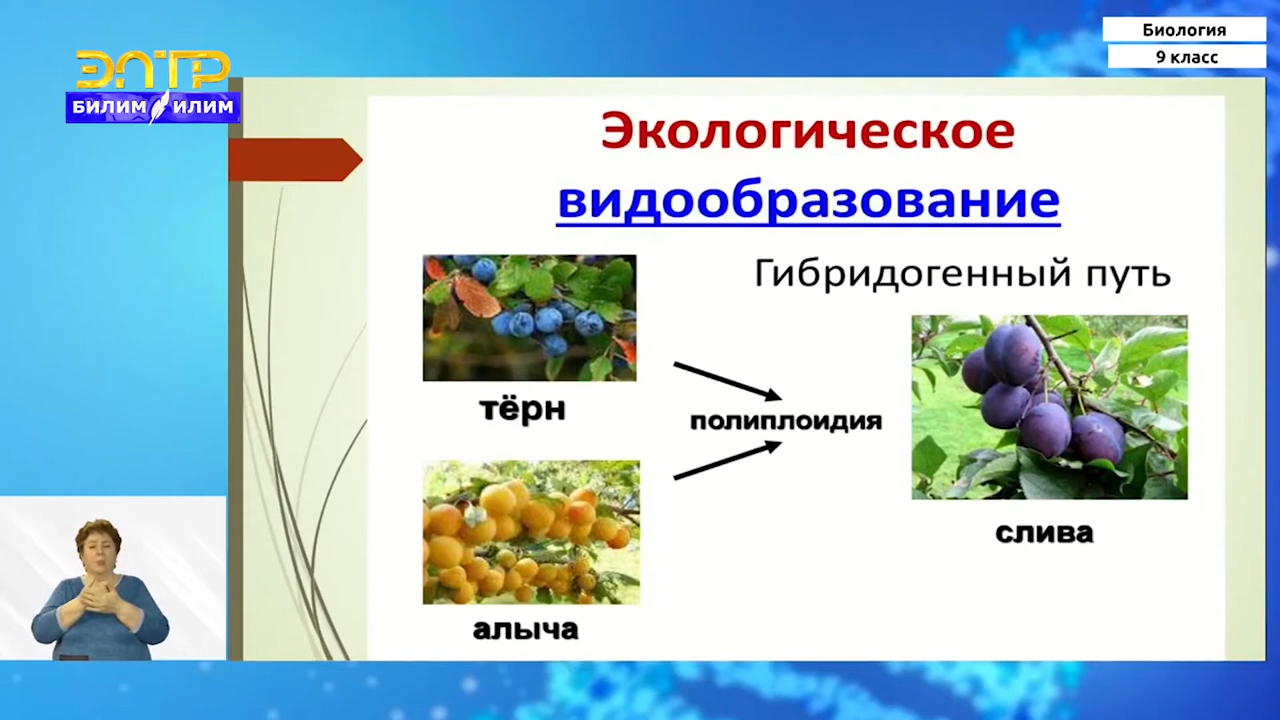 Биология
9 класс
ЭЛТР
БИЛИМ ИЛИМ
Экологическое
видообразование
Гибридогенный путь
тёрн
полиплоидия
слива
алыча